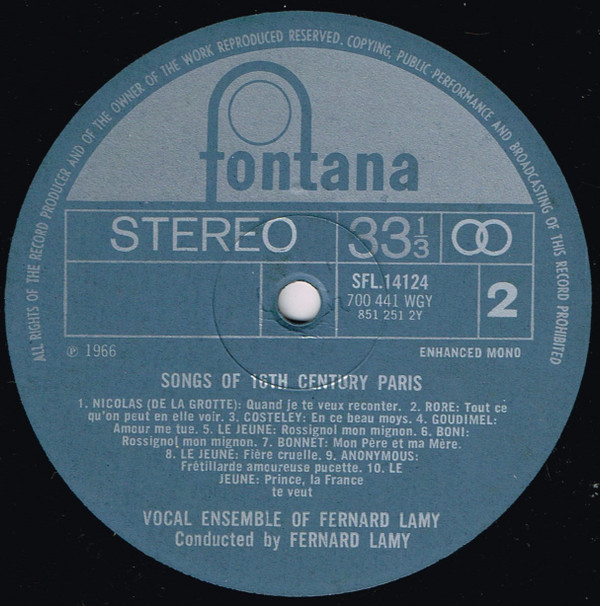 ALL RIGHTS OF THE RECORD PRODUCER AND OF THE OWNER OF THE WORK REPRODUCED RESERVED. COPYING, PUBLIC-PERFORMANCE AND BROADCASTING OF THIS RECORD PROHIBITED
fontana
STEREO 33 1/3
SFL.14124
700 441 WGY
851 251 2Y
2
℗ 1966
ENHANCED MONO
SONGS OF 16TH CENTURY PARIS
1. NICOLAS (DE LA GROTTE): Quand je te veux reconter. 2. RORE: Tout ce
qu'on peut en elle voir. 3. COSTELEY: En ce beau moys. 4. GOUDIMEL:
Amour me tue. 5. LE JEUNE: Rossignol mon mignon. 6. BONI:
Rossignol mon mignon. 7. BONNET: Mon Père et ma Mère.
8. LE JEUNE: Fière cruelle. 9. ANONYMOUS:
Frétillarde amoureuse pucette. 10. LE
JEUNE: Prince, la France
te veut
VOCAL ENSEMBLE OF FERNARD LAMY
Conducted by FERNARD LAMY